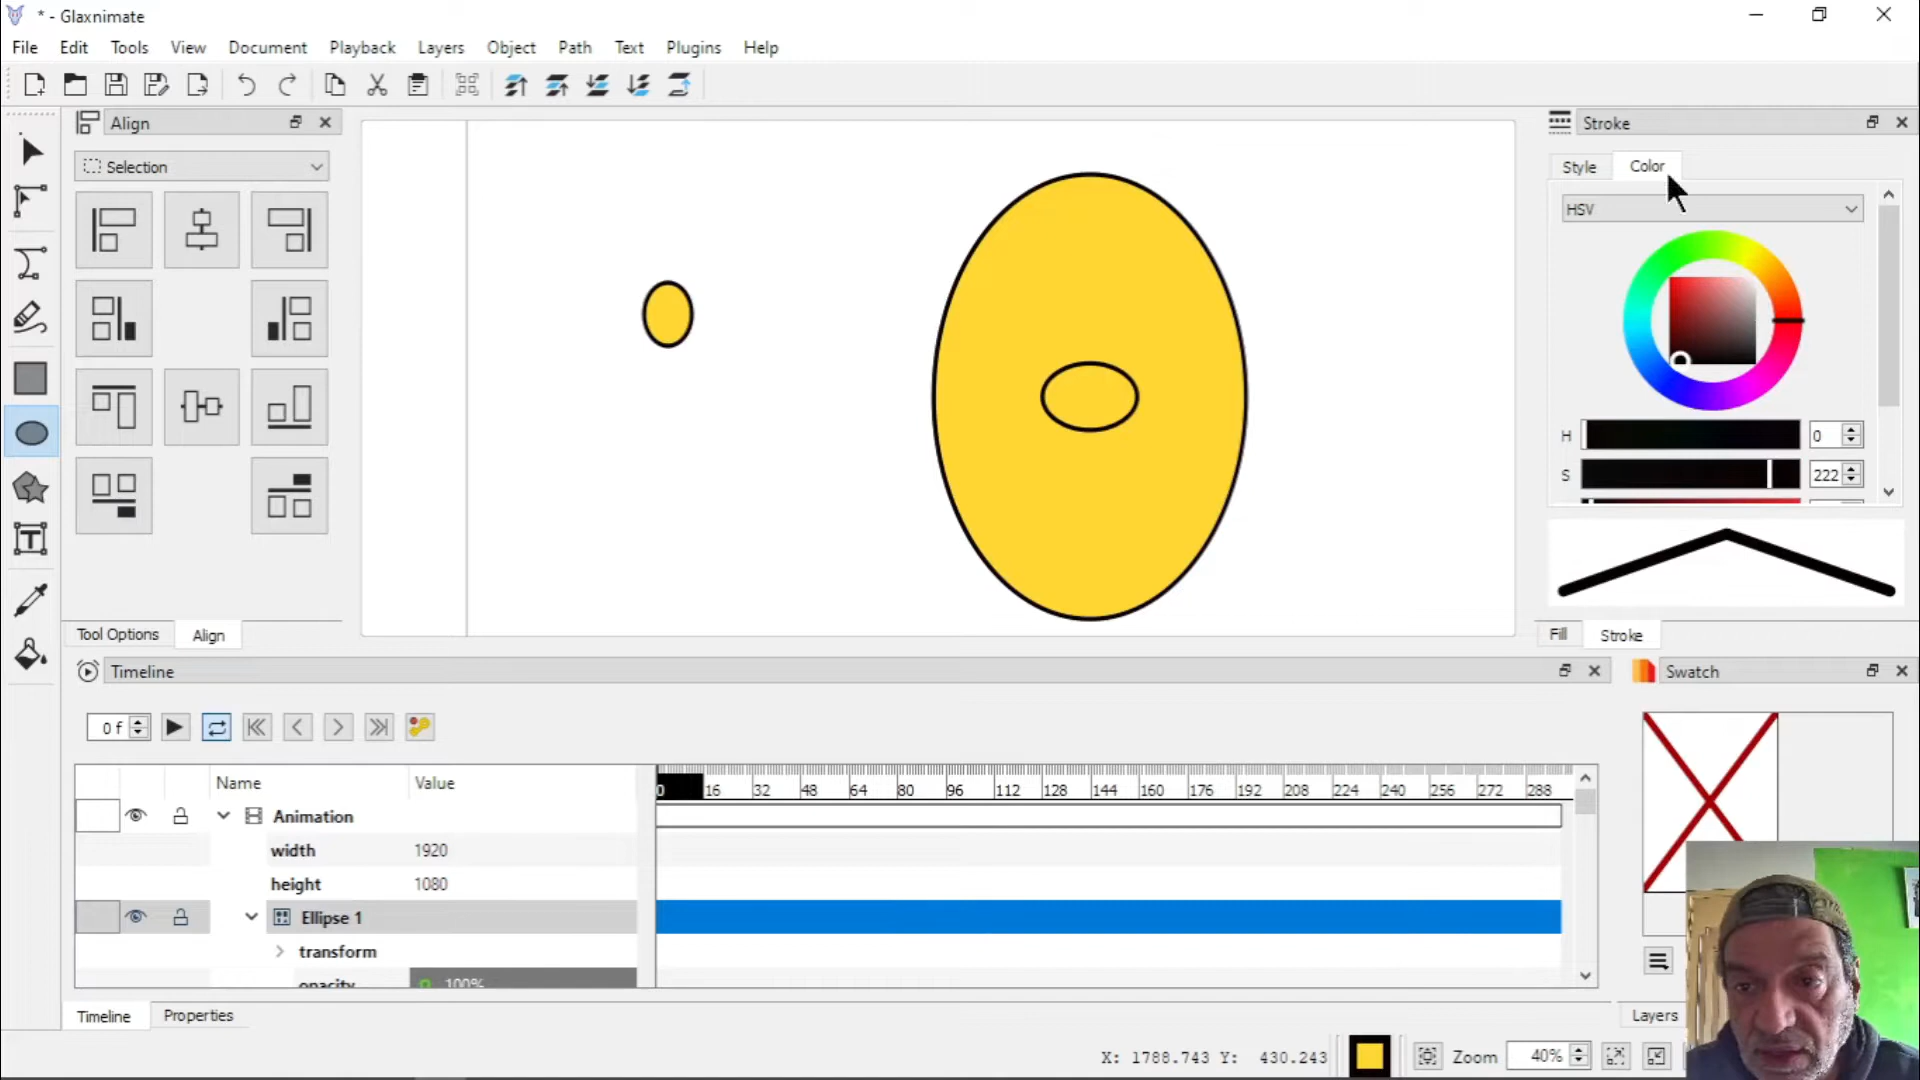 * - Glaxnimate
File Edit Tools View Document Playback Layers Object Path Text Plugins Help
Align
Stroke
Selection
Style Color
HSV
H 0
S 222
Tool Options Align
Fill Stroke
Timeline
Swatch
0 f
Name Value
0 16 32 48 64 80 96 112 128 144 160 176 192 208 224 240 256 272 288
Animation
width 1920
height 1080
Ellipse 1
transform
opacity 100%
Timeline Properties
Layers
X: 1788.743 Y: 430.243
Zoom 40%